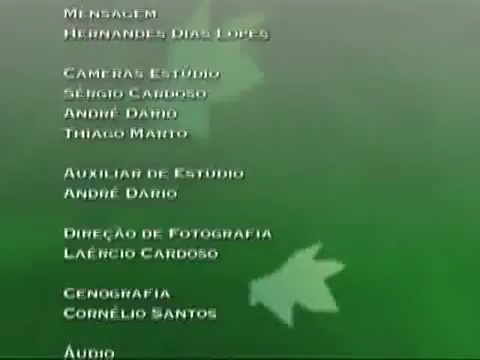 MENSAGEM
HERNANDES DIAS LOPES
CAMERAS ESTÚDIO
SÉRGIO CARDOSO
ANDRÉ DARIO
THIAGO MARTO
AUXILIAR DE ESTÚDIO
ANDRÉ DARIO
DIREÇÃO DE FOTOGRAFIA
LAÉRCIO CARDOSO
CENOGRAFIA
CORNÉLIO SANTOS
ÁUDIO